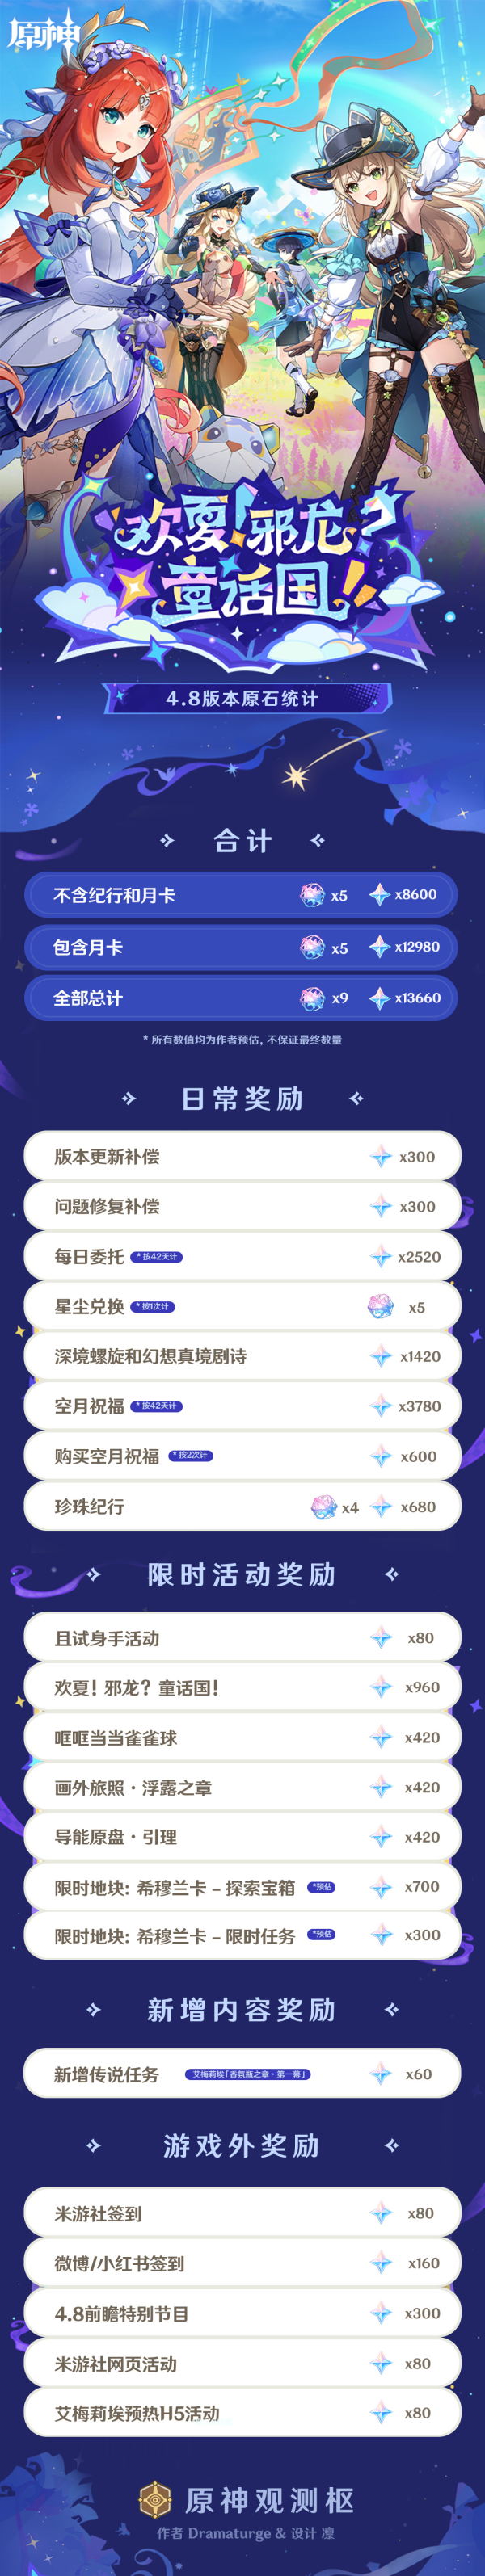 原神
欢夏！邪龙？
童话国！
4.8版本原石统计
合计
不含纪行和月卡 x5 x8600
包含月卡 x5 x12980
全部总计 x9 x13660
* 所有数值均为作者预估, 不保证最终数量
日常奖励
版本更新补偿 x300
问题修复补偿 x300
每日委托 * 按42天计 x2520
星尘兑换 * 按1次计 x5
深境螺旋和幻想真境剧诗 x1420
空月祝福 * 按42天计 x3780
购买空月祝福 * 按2次计 x600
珍珠纪行 x4 x680
限时活动奖励
且试身手活动 x80
欢夏！邪龙？童话国！ x960
哐哐当当雀雀球 x420
画外旅照·浮露之章 x420
导能原盘·引理 x420
限时地块: 希穆兰卡 - 探索宝箱 *预估 x700
限时地块: 希穆兰卡 - 限时任务 *预估 x300
新增内容奖励
新增传说任务 艾梅莉埃「香氛瓶之章·第一幕」 x60
游戏外奖励
米游社签到 x80
微博/小红书签到 x160
4.8前瞻特别节目 x300
米游社网页活动 x80
艾梅莉埃预热H5活动 x80
原神观测枢
作者 Dramaturge & 设计 凛